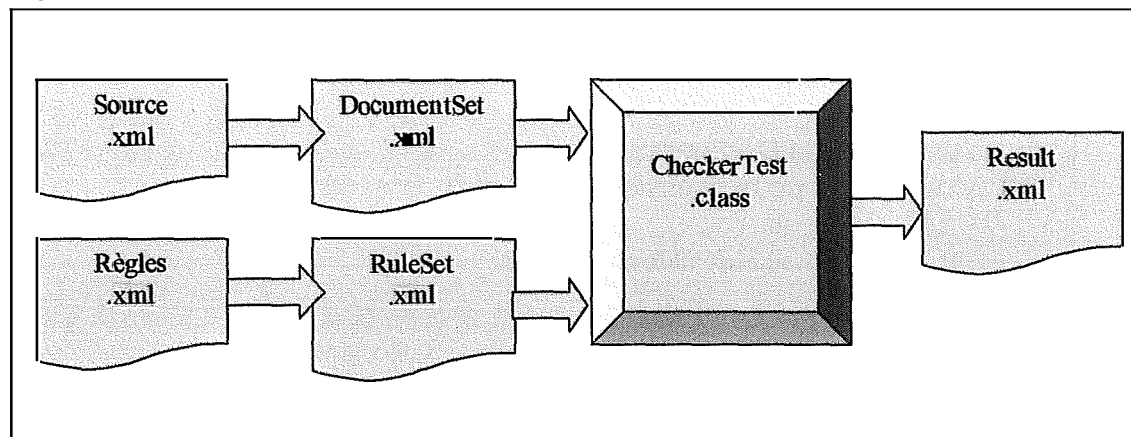 Source
.xml
DocumentSet
.xml
CheckerTest
.class
Result
.xml
Règles
.xml
RuleSet
.xml